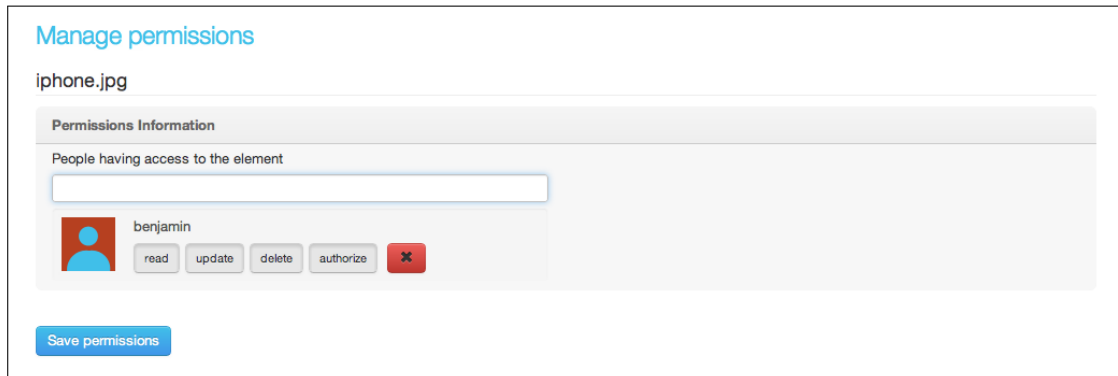 Manage permissions
iphone.jpg
Permissions Information
People having access to the element
benjamin
read update delete authorize
Save permissions